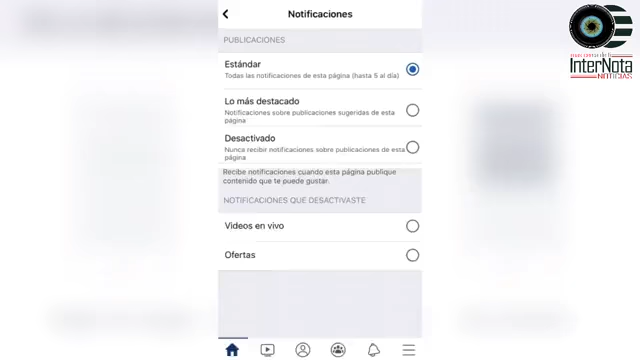 Notificaciones
InterNota
NOTICIAS
PUBLICACIONES
Estándar
Todas las notificaciones de esta página (hasta 5 al día)
Lo más destacado
Notificaciones sobre publicaciones sugeridas de esta
página
Desactivado
Nunca recibir notificaciones sobre publicaciones de esta
página
Recibe notificaciones cuando esta página publique
contenido que te puede gustar.
NOTIFICACIONES QUE DESACTIVASTE
Videos en vivo
Ofertas